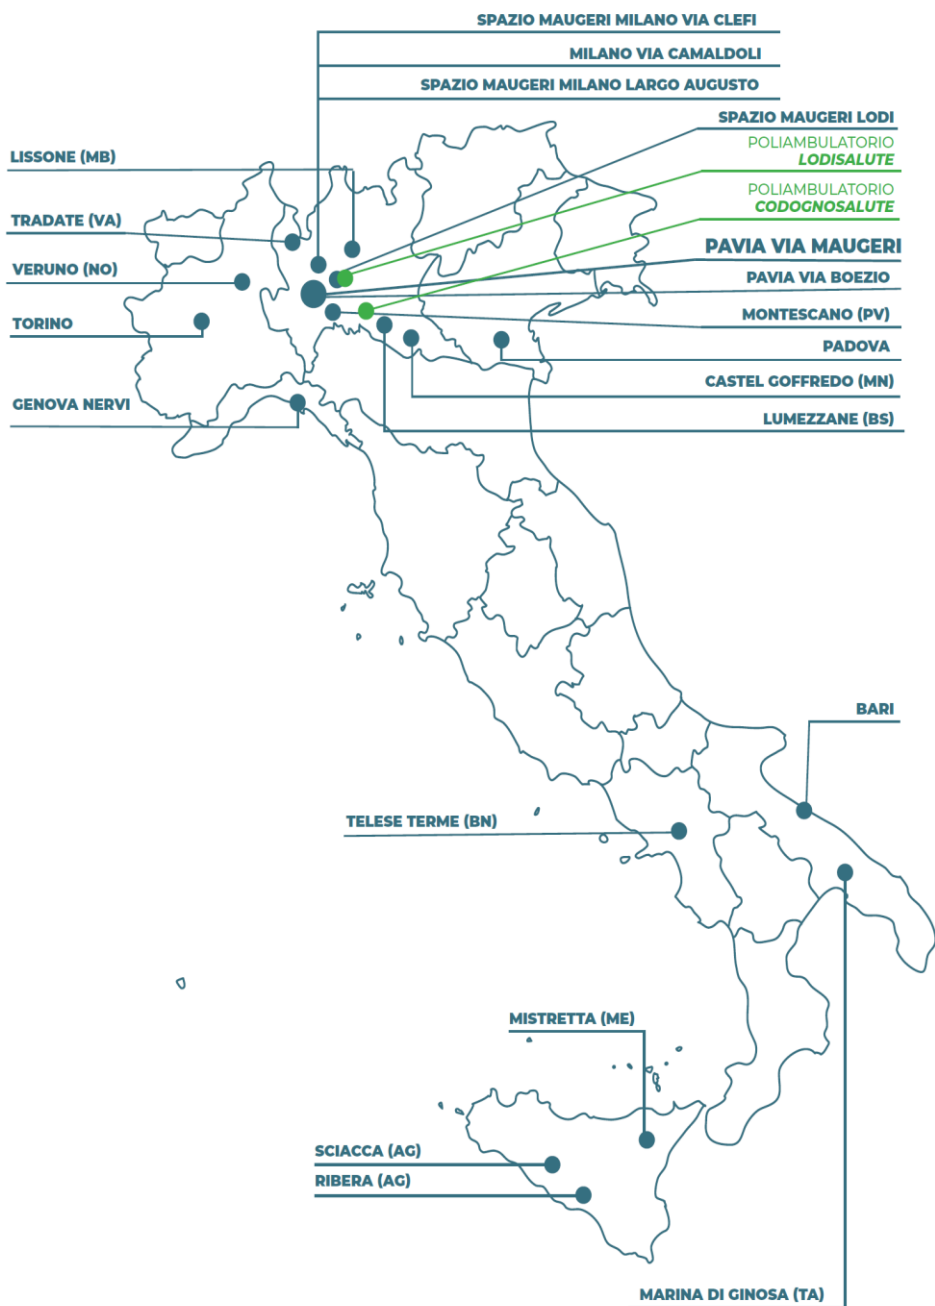 SPAZIO MAUGERI MILANO VIA CLEFI
MILANO VIA CAMALDOLI
SPAZIO MAUGERI MILANO LARGO AUGUSTO
SPAZIO MAUGERI LODI
POLIAMBULATORIO
LODISALUTE
LISSONE (MB)
POLIAMBULATORIO
CODOGNOSALUTE
TRADATE (VA)
PAVIA VIA MAUGERI
VERUNO (NO)
PAVIA VIA BOEZIO
MONTESCANO (PV)
TORINO
PADOVA
CASTEL GOFFREDO (MN)
GENOVA NERVI
LUMEZZANE (BS)
BARI
TELESE TERME (BN)
MISTRETTA (ME)
SCIACCA (AG)
RIBERA (AG)
MARINA DI GINOSA (TA)